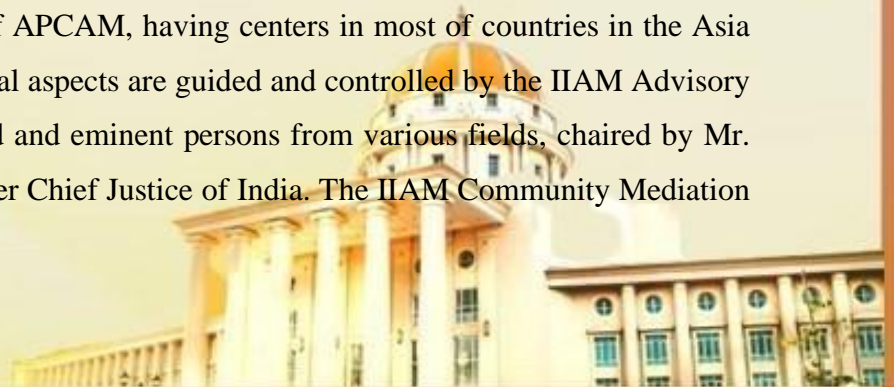 f APCAM, having centers in most of countries in the Asia
al aspects are guided and controlled by the IIAM Advisory
d and eminent persons from various fields, chaired by Mr.
er Chief Justice of India. The IIAM Community Mediation